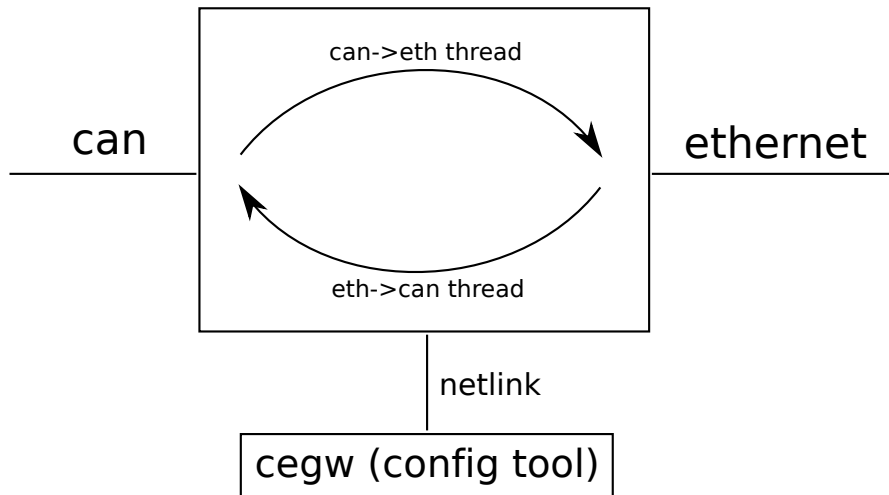 can->eth thread
can
ethernet
eth->can thread
netlink
cegw (config tool)